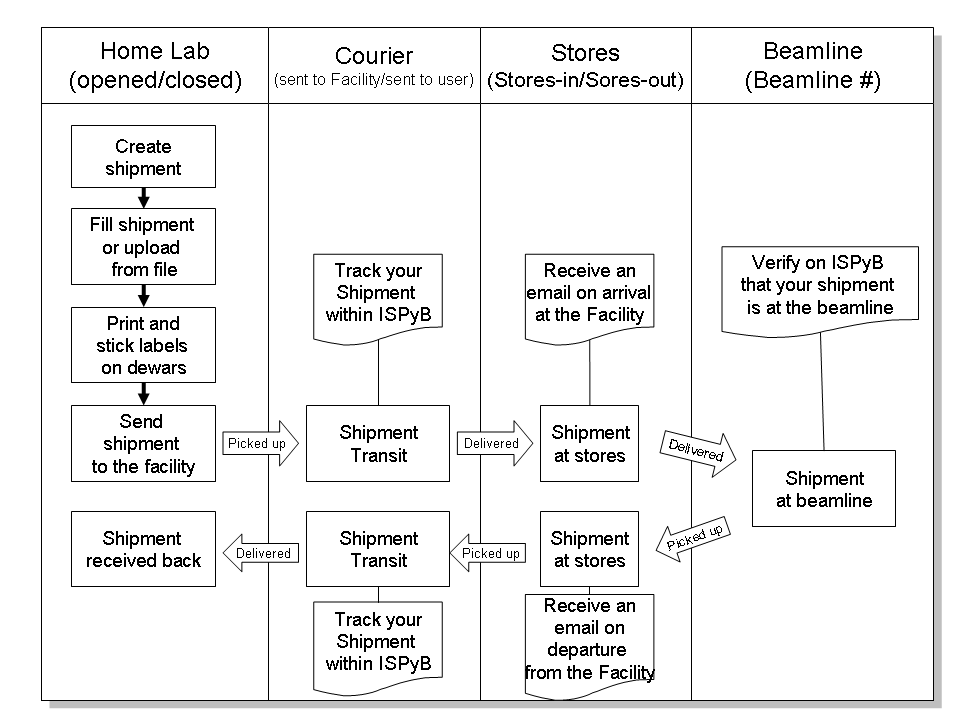 Home Lab
(opened/closed)
Courier
(sent to Facility/sent to user)
Stores
(Stores-in/Sores-out)
Beamline
(Beamline #)
Create
shipment
Fill shipment
or upload
from file
Print and
stick labels
on dewars
Send
shipment
to the facility
Picked up
Track your
Shipment
within ISPyB
Shipment
Transit
Delivered
Receive an
email on arrival
at the Facility
Shipment
at stores
Delivered
Verify on ISPyB
that your shipment
is at the beamline
Shipment
at beamline
Picked up
Shipment
at stores
Receive an
email on
departure
from the Facility
Picked up
Shipment
Transit
Track your
Shipment
within ISPyB
Delivered
Shipment
received back